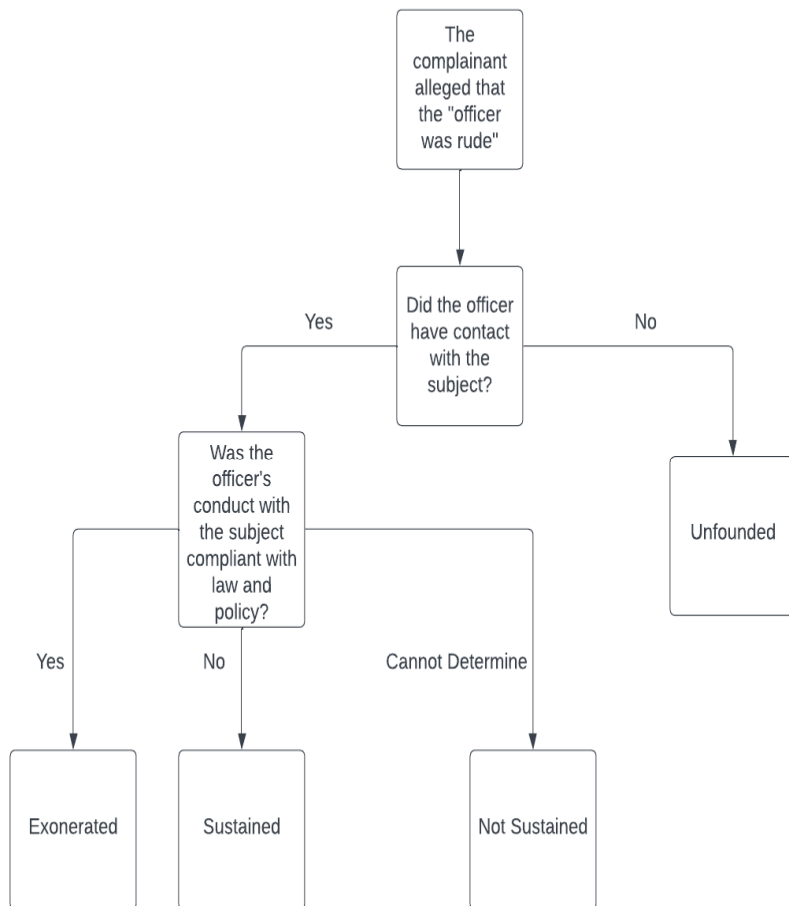 The
complainant
alleged that
the "officer
was rude"
Did the officer
have contact
with the
subject?
Yes
No
Was the
officer's
conduct with
the subject
compliant with
law and
policy?
Unfounded
Yes
No
Cannot Determine
Exonerated
Sustained
Not Sustained